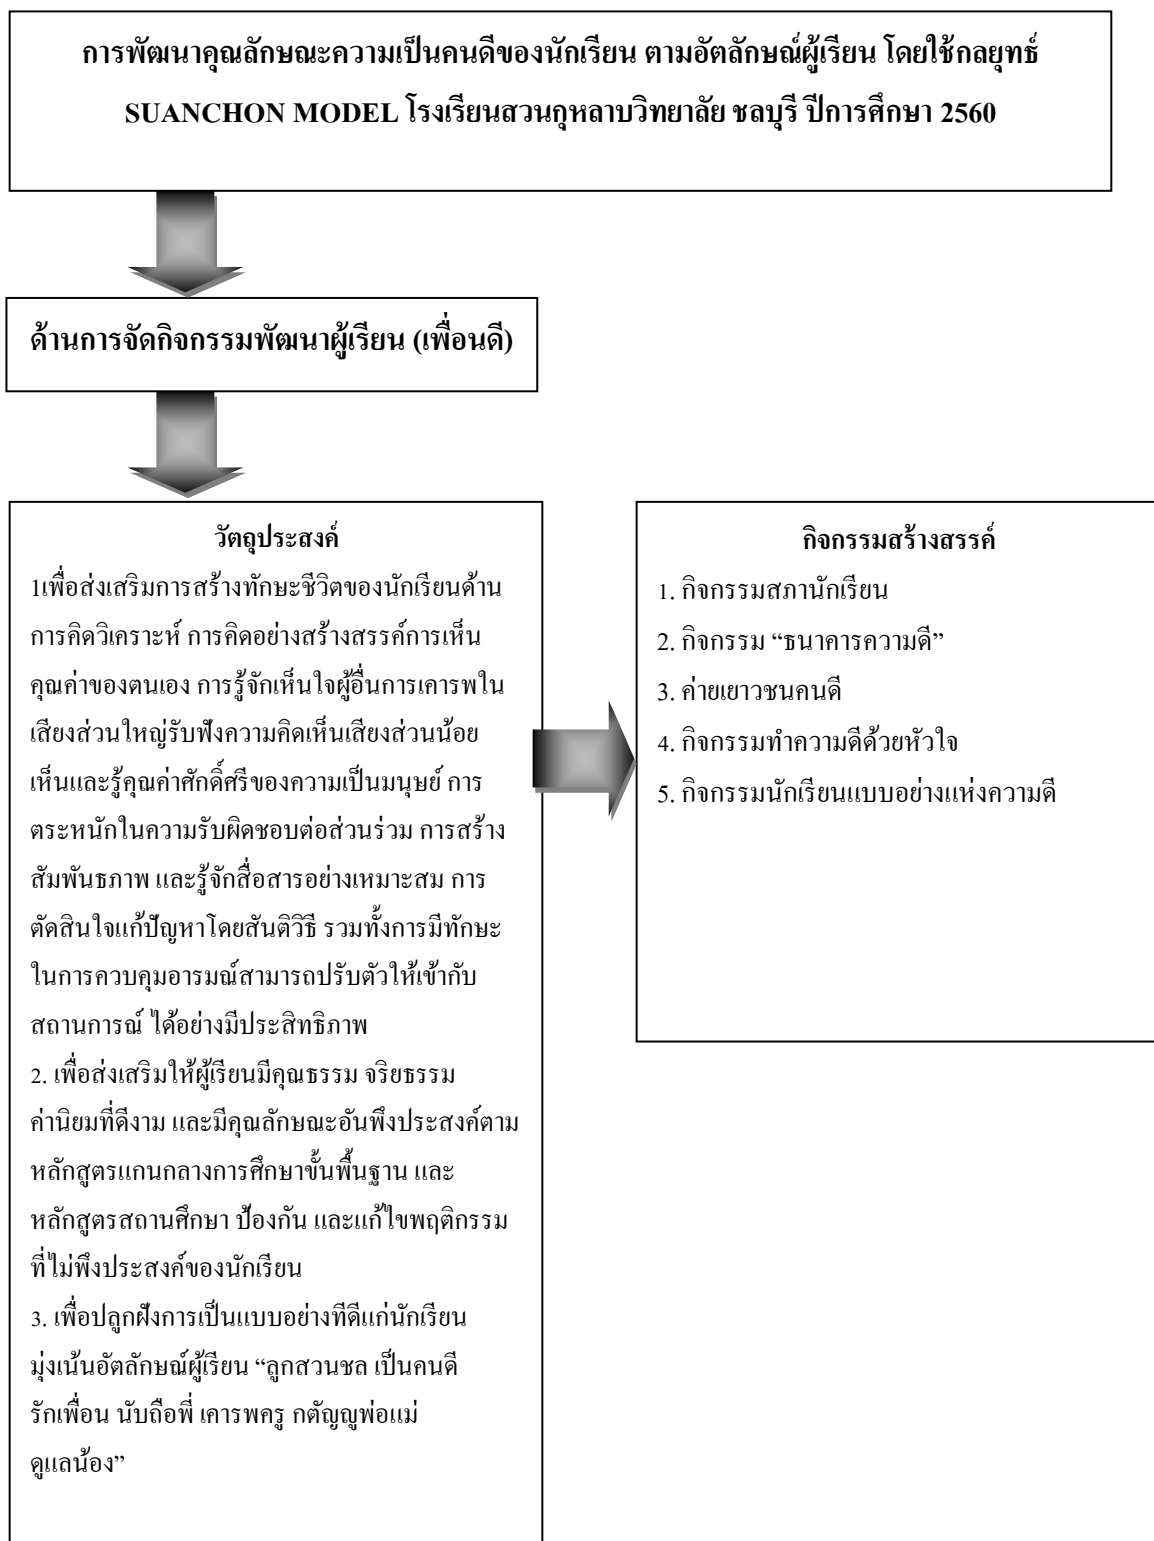 การพัฒนาคุณลักษณะความเป็นคนดีของนักเรียน ตามอัตลักษณ์ผู้เรียน โดยใช้กลยุทธ์
SUANCHON MODEL โรงเรียนสวนกุหลาบวิทยาลัย ชลบุรี ปีการศึกษา 2560
ด้านการจัดกิจกรรมพัฒนาผู้เรียน (เพื่อนดี)
วัตถุประสงค์
1เพื่อส่งเสริมการสร้างทักษะชีวิตของนักเรียนด้าน
การคิดวิเคราะห์ การคิดอย่างสร้างสรรค์การเห็น
คุณค่าของตนเอง การรู้จักเห็นใจผู้อื่นการเคารพใน
เสียงส่วนใหญ่รับฟังความคิดเห็นเสียงส่วนน้อย
เห็นและรู้คุณค่าศักดิ์ศรีของความเป็นมนุษย์ การ
ตระหนักในความรับผิดชอบต่อส่วนร่วม การสร้าง
สัมพันธภาพ และรู้จักสื่อสารอย่างเหมาะสม การ
ตัดสินใจแก้ปัญหาโดยสันติวิธี รวมทั้งการมีทักษะ
ในการควบคุมอารมณ์สามารถปรับตัวให้เข้ากับ
สถานการณ์ ได้อย่างมีประสิทธิภาพ
2. เพื่อส่งเสริมให้ผู้เรียนมีคุณธรรม จริยธรรม
ค่านิยมที่ดีงาม และมีคุณลักษณะอันพึงประสงค์ตาม
หลักสูตรแกนกลางการศึกษาขั้นพื้นฐาน และ
หลักสูตรสถานศึกษา ป้องกัน และแก้ไขพฤติกรรม
ที่ไม่พึงประสงค์ของนักเรียน
3. เพื่อปลูกฝังการเป็นแบบอย่างทีดีแก่นักเรียน
มุ่งเน้นอัตลักษณ์ผู้เรียน “ลูกสวนชล เป็นคนดี
รักเพื่อน นับถือพี่ เคารพครู กตัญญูพ่อแม่
ดูแลน้อง”
กิจกรรมสร้างสรรค์
1. กิจกรรมสภานักเรียน
2. กิจกรรม “ธนาคารความดี”
3. ค่ายเยาวชนคนดี
4. กิจกรรมทำความดีด้วยหัวใจ
5. กิจกรรมนักเรียนแบบอย่างแห่งความดี